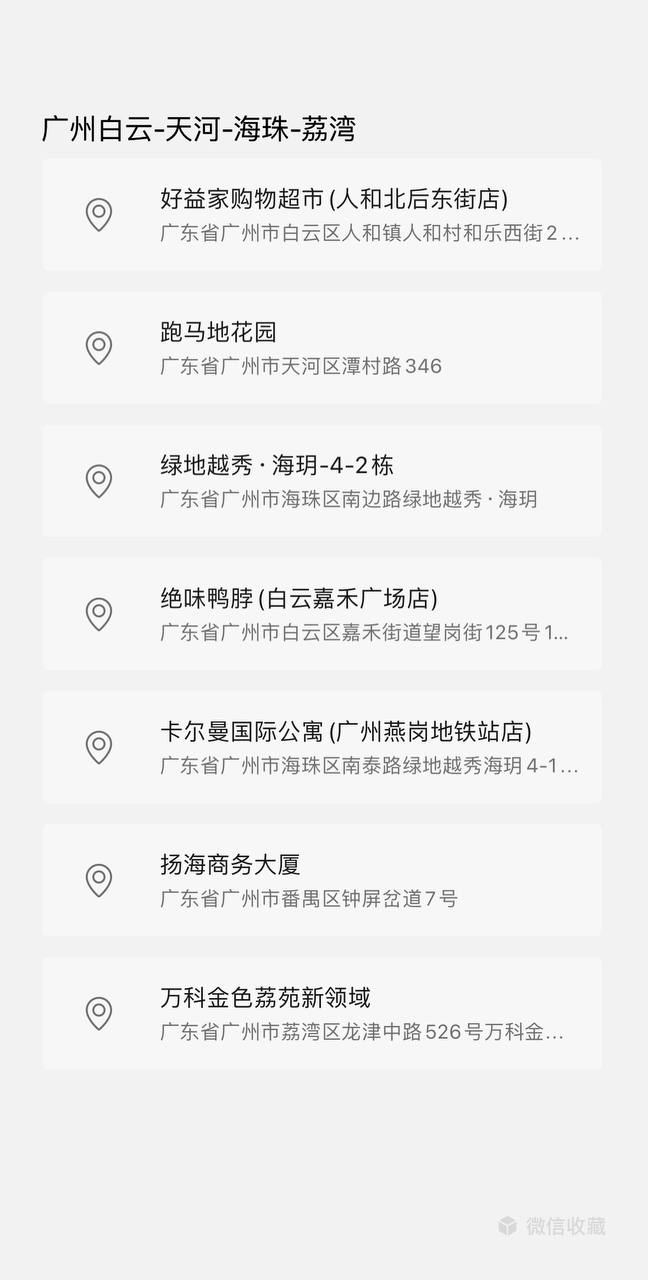 广州白云-天河-海珠-荔湾
好益家购物超市(人和北后东街店)
广东省广州市白云区人和镇人和村和乐西街2...
跑马地花园
广东省广州市天河区潭村路346
绿地越秀·海玥-4-2栋
广东省广州市海珠区南边路绿地越秀·海玥
绝味鸭脖(白云嘉禾广场店)
广东省广州市白云区嘉禾街道望岗街125号1...
卡尔曼国际公寓(广州燕岗地铁站店)
广东省广州市海珠区南泰路绿地越秀海玥4-1...
扬海商务大厦
广东省广州市番禺区钟屏岔道7号
万科金色荔苑新领域
广东省广州市荔湾区龙津中路526号万科金...
微信收藏